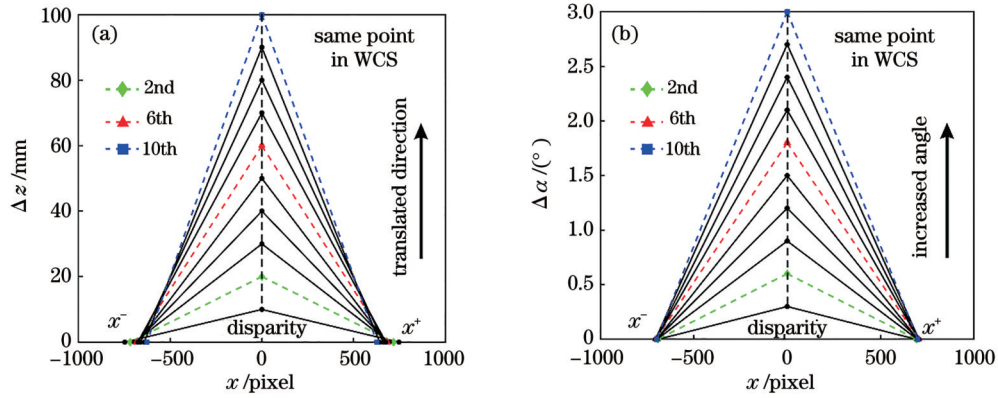 (a)
same point
in WCS
2nd
6th
10th
translated direction
Δz/mm
100
80
60
40
20
0
x⁻
disparity
x⁺
−1000
−500
0
500
1000
x/pixel
(b)
same point
in WCS
2nd
6th
10th
increased angle
Δα/(°)
3.0
2.5
2.0
1.5
1.0
0.5
0
x⁻
disparity
x⁺
−1000
−500
0
500
1000
x/pixel